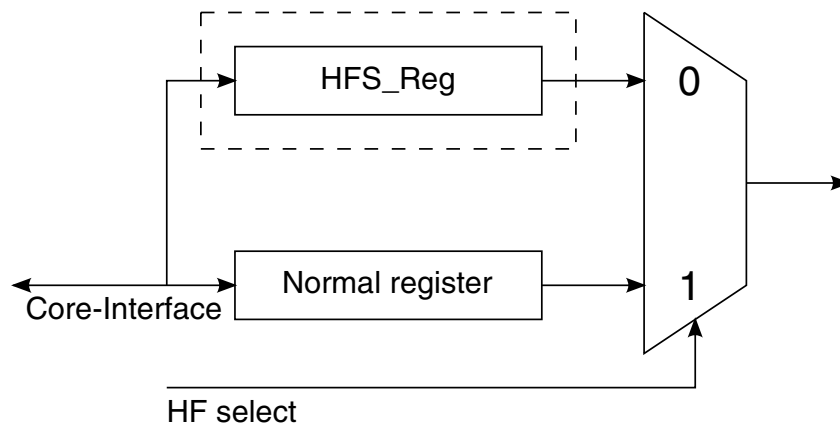 HFS_Reg
0
Normal register
1
Core-Interface
HF select